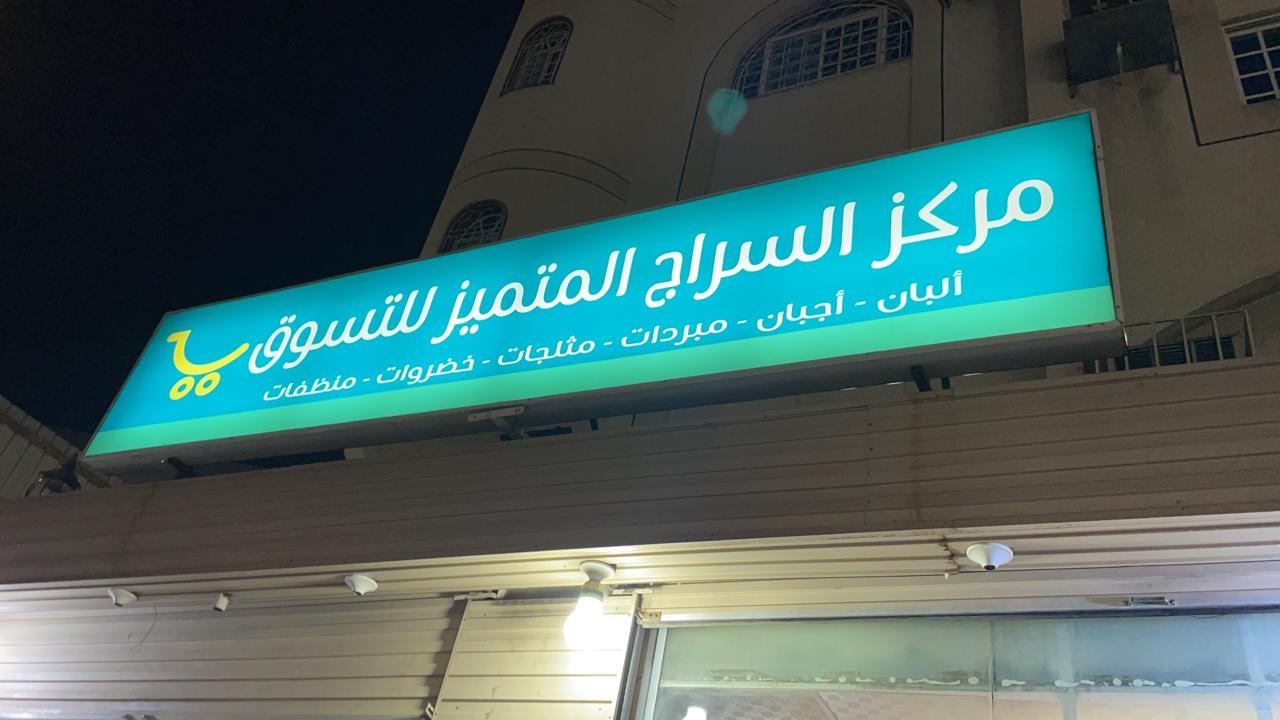 مركز السراج المتميز للتسوق
ألبان - أجبان - مبردات - مثلجات - خضروات - منظفات